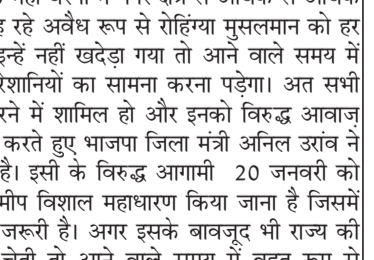 रहे अवैध रूप से रोहिंग्या मुसलमान को हर
इन्हें नहीं खदेड़ा गया तो आने वाले समय में
रेशानियों का सामना करना पड़ेगा। अत सभी
रने में शामिल हो और इनको विरुद्ध आवाज
करते हुए भाजपा जिला मंत्री अनिल उरांव ने
है। इसी के विरुद्ध आगामी 20 जनवरी को
मीप विशाल महाधारण किया जाना है जिसमें
जरूरी है। अगर इसके बावजूद भी राज्य की